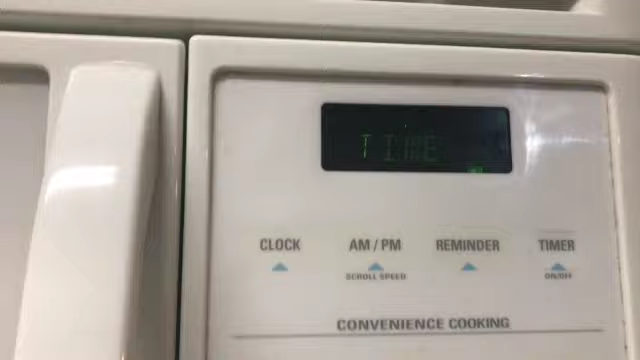 TIME
CLOCK AM / PM REMINDER TIMER
SCROLL SPEED ON/OFF
CONVENIENCE COOKING